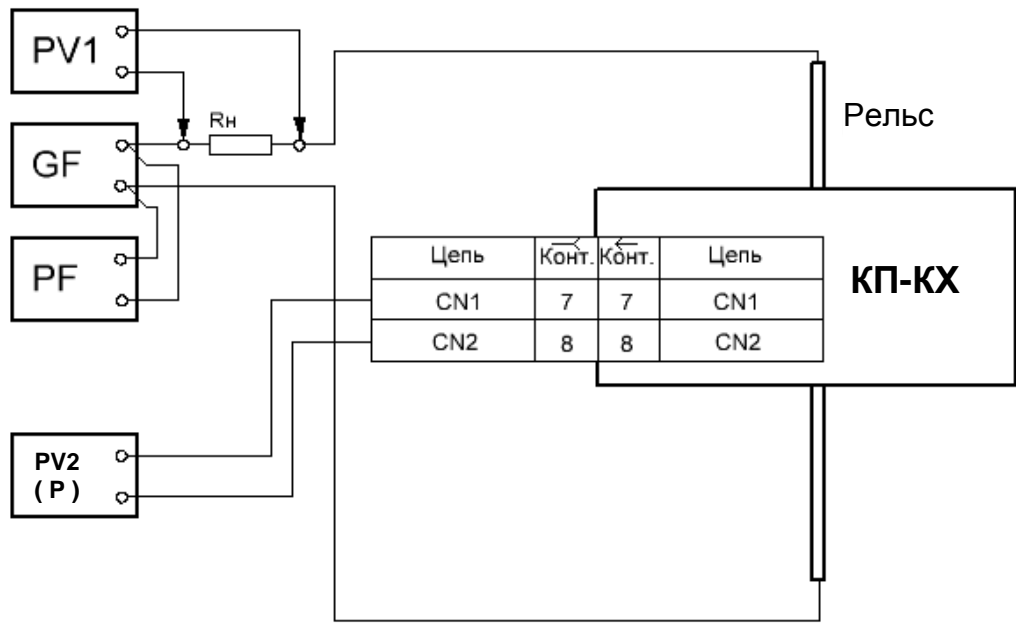 PV1
Rн
GF
PF
PV2
( P )
Рельс
КП-КХ
Цепь Конт. Конт. Цепь
CN1 7 7 CN1
CN2 8 8 CN2